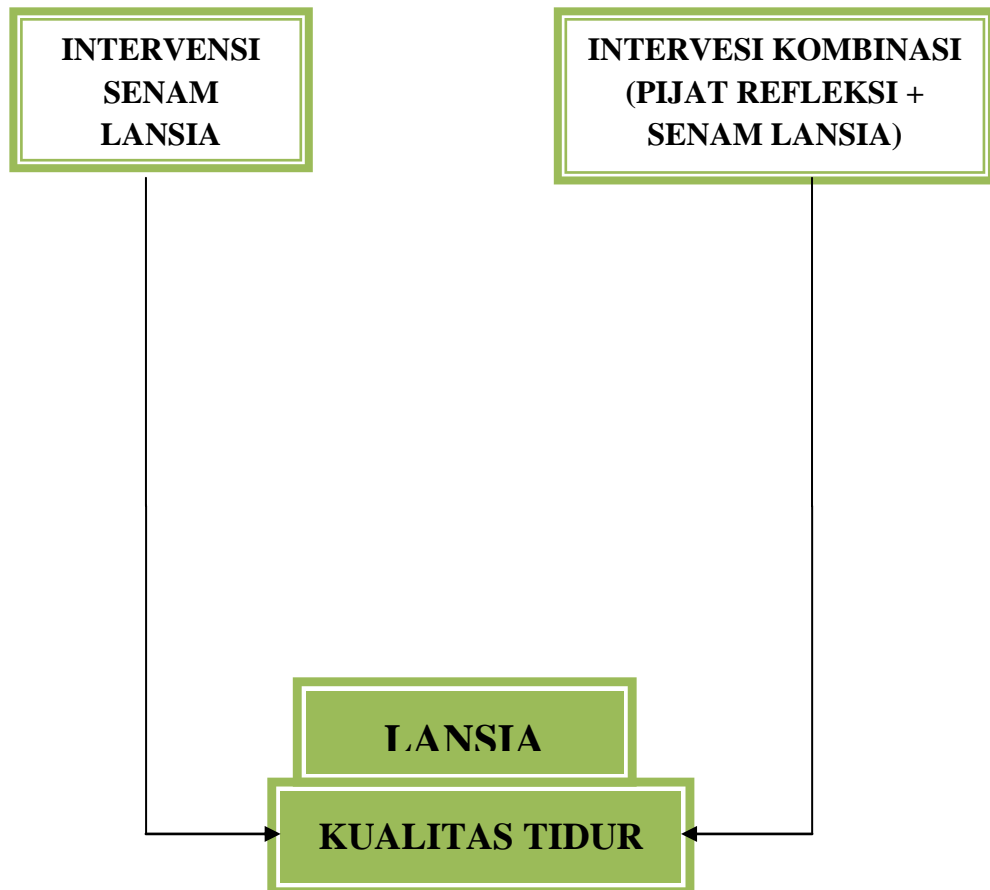 INTERVENSI
SENAM
LANSIA
INTERVESI KOMBINASI
(PIJAT REFLEKSI +
SENAM LANSIA)
LANSIA
KUALITAS TIDUR